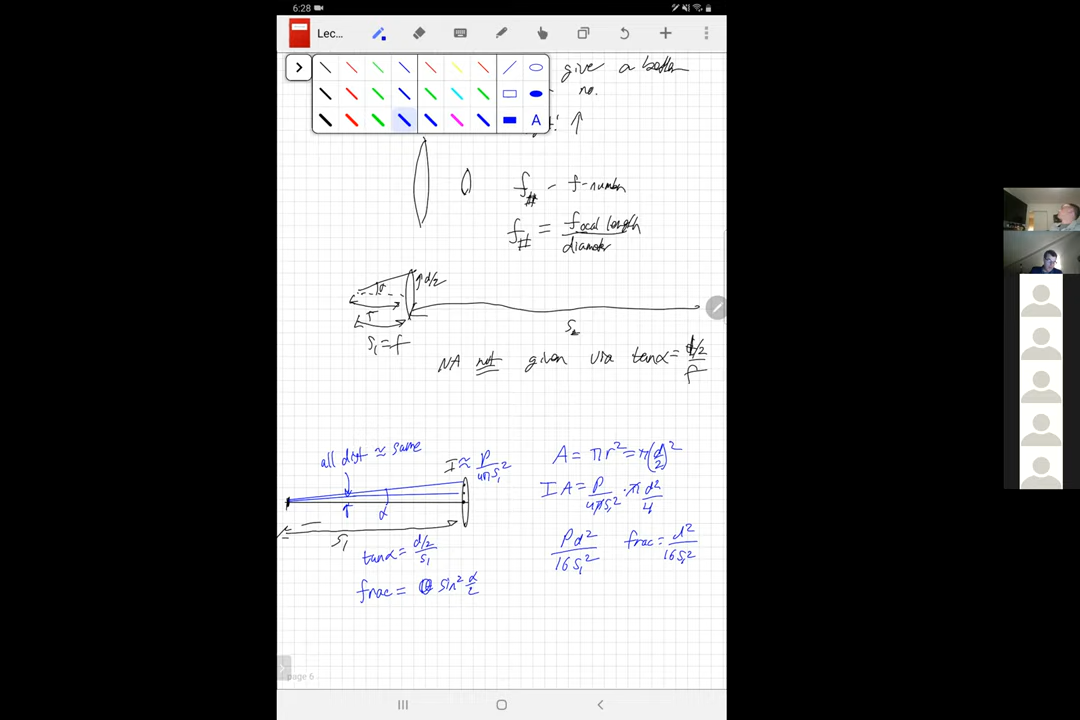 6:28
Lec...
A
give a better
no.
↑
f# - f-number
f# = focal length / diameter
↑d/2
α
r
s₁=f
s₂
NA not given via tanα = d/2 / f
all dist ≈ same
I ≈ P / 4πs₁²
r
α
s₁
tanα = d/2 / s₁
frac = sin² α/2
A = πr² = π(d/2)²
IA = P / 4πs₁² · π d²/4
Pd² / 16s₁²
frac = d² / 16s₁²
page 6